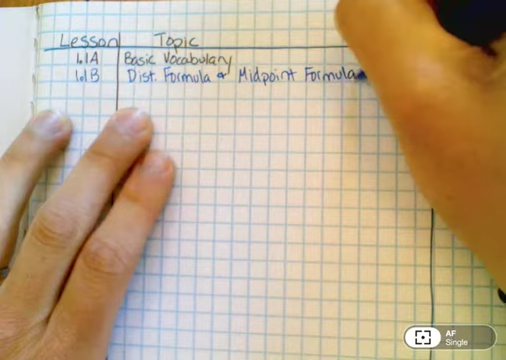 Lesson Topic
1.1A Basic Vocabulary
1.1B Dist. Formula & Midpoint Formula
AF
Single